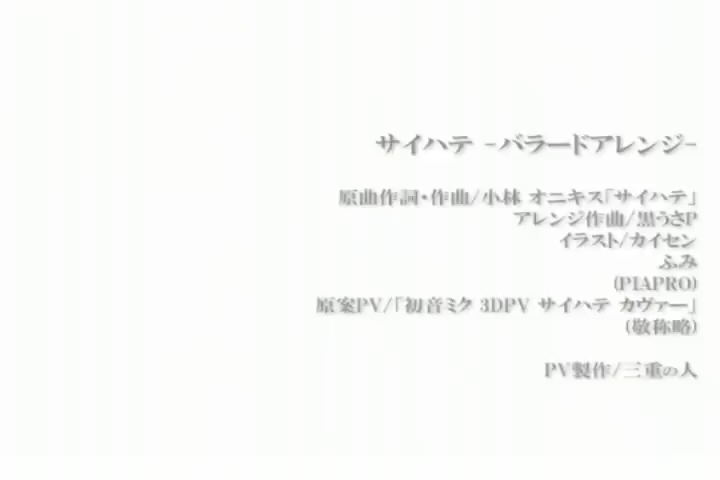 サイハテ -バラードアレンジ-
原曲作詞・作曲/小林 オニキス「サイハテ」
アレンジ作曲/黒うさP
イラスト/カイセン
ふみ
(PIAPRO)
原案PV/「初音ミク 3DPV サイハテ カヴァー」
(敬称略)
PV製作/三重の人